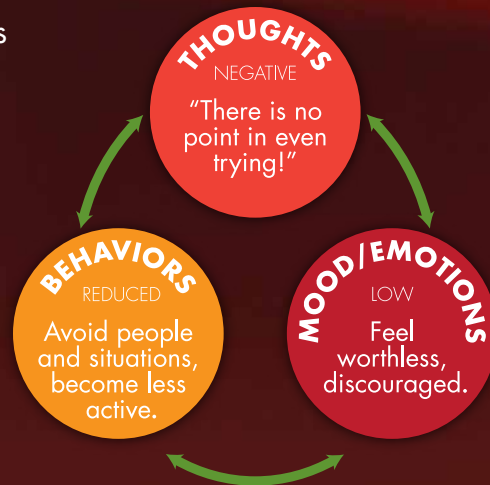 s
THOUGHTS
NEGATIVE
“There is no
point in even
trying!”
BEHAVIORS
REDUCED
Avoid people
and situations,
become less
active.
MOOD/EMOTIONS
LOW
Feel
worthless,
discouraged.